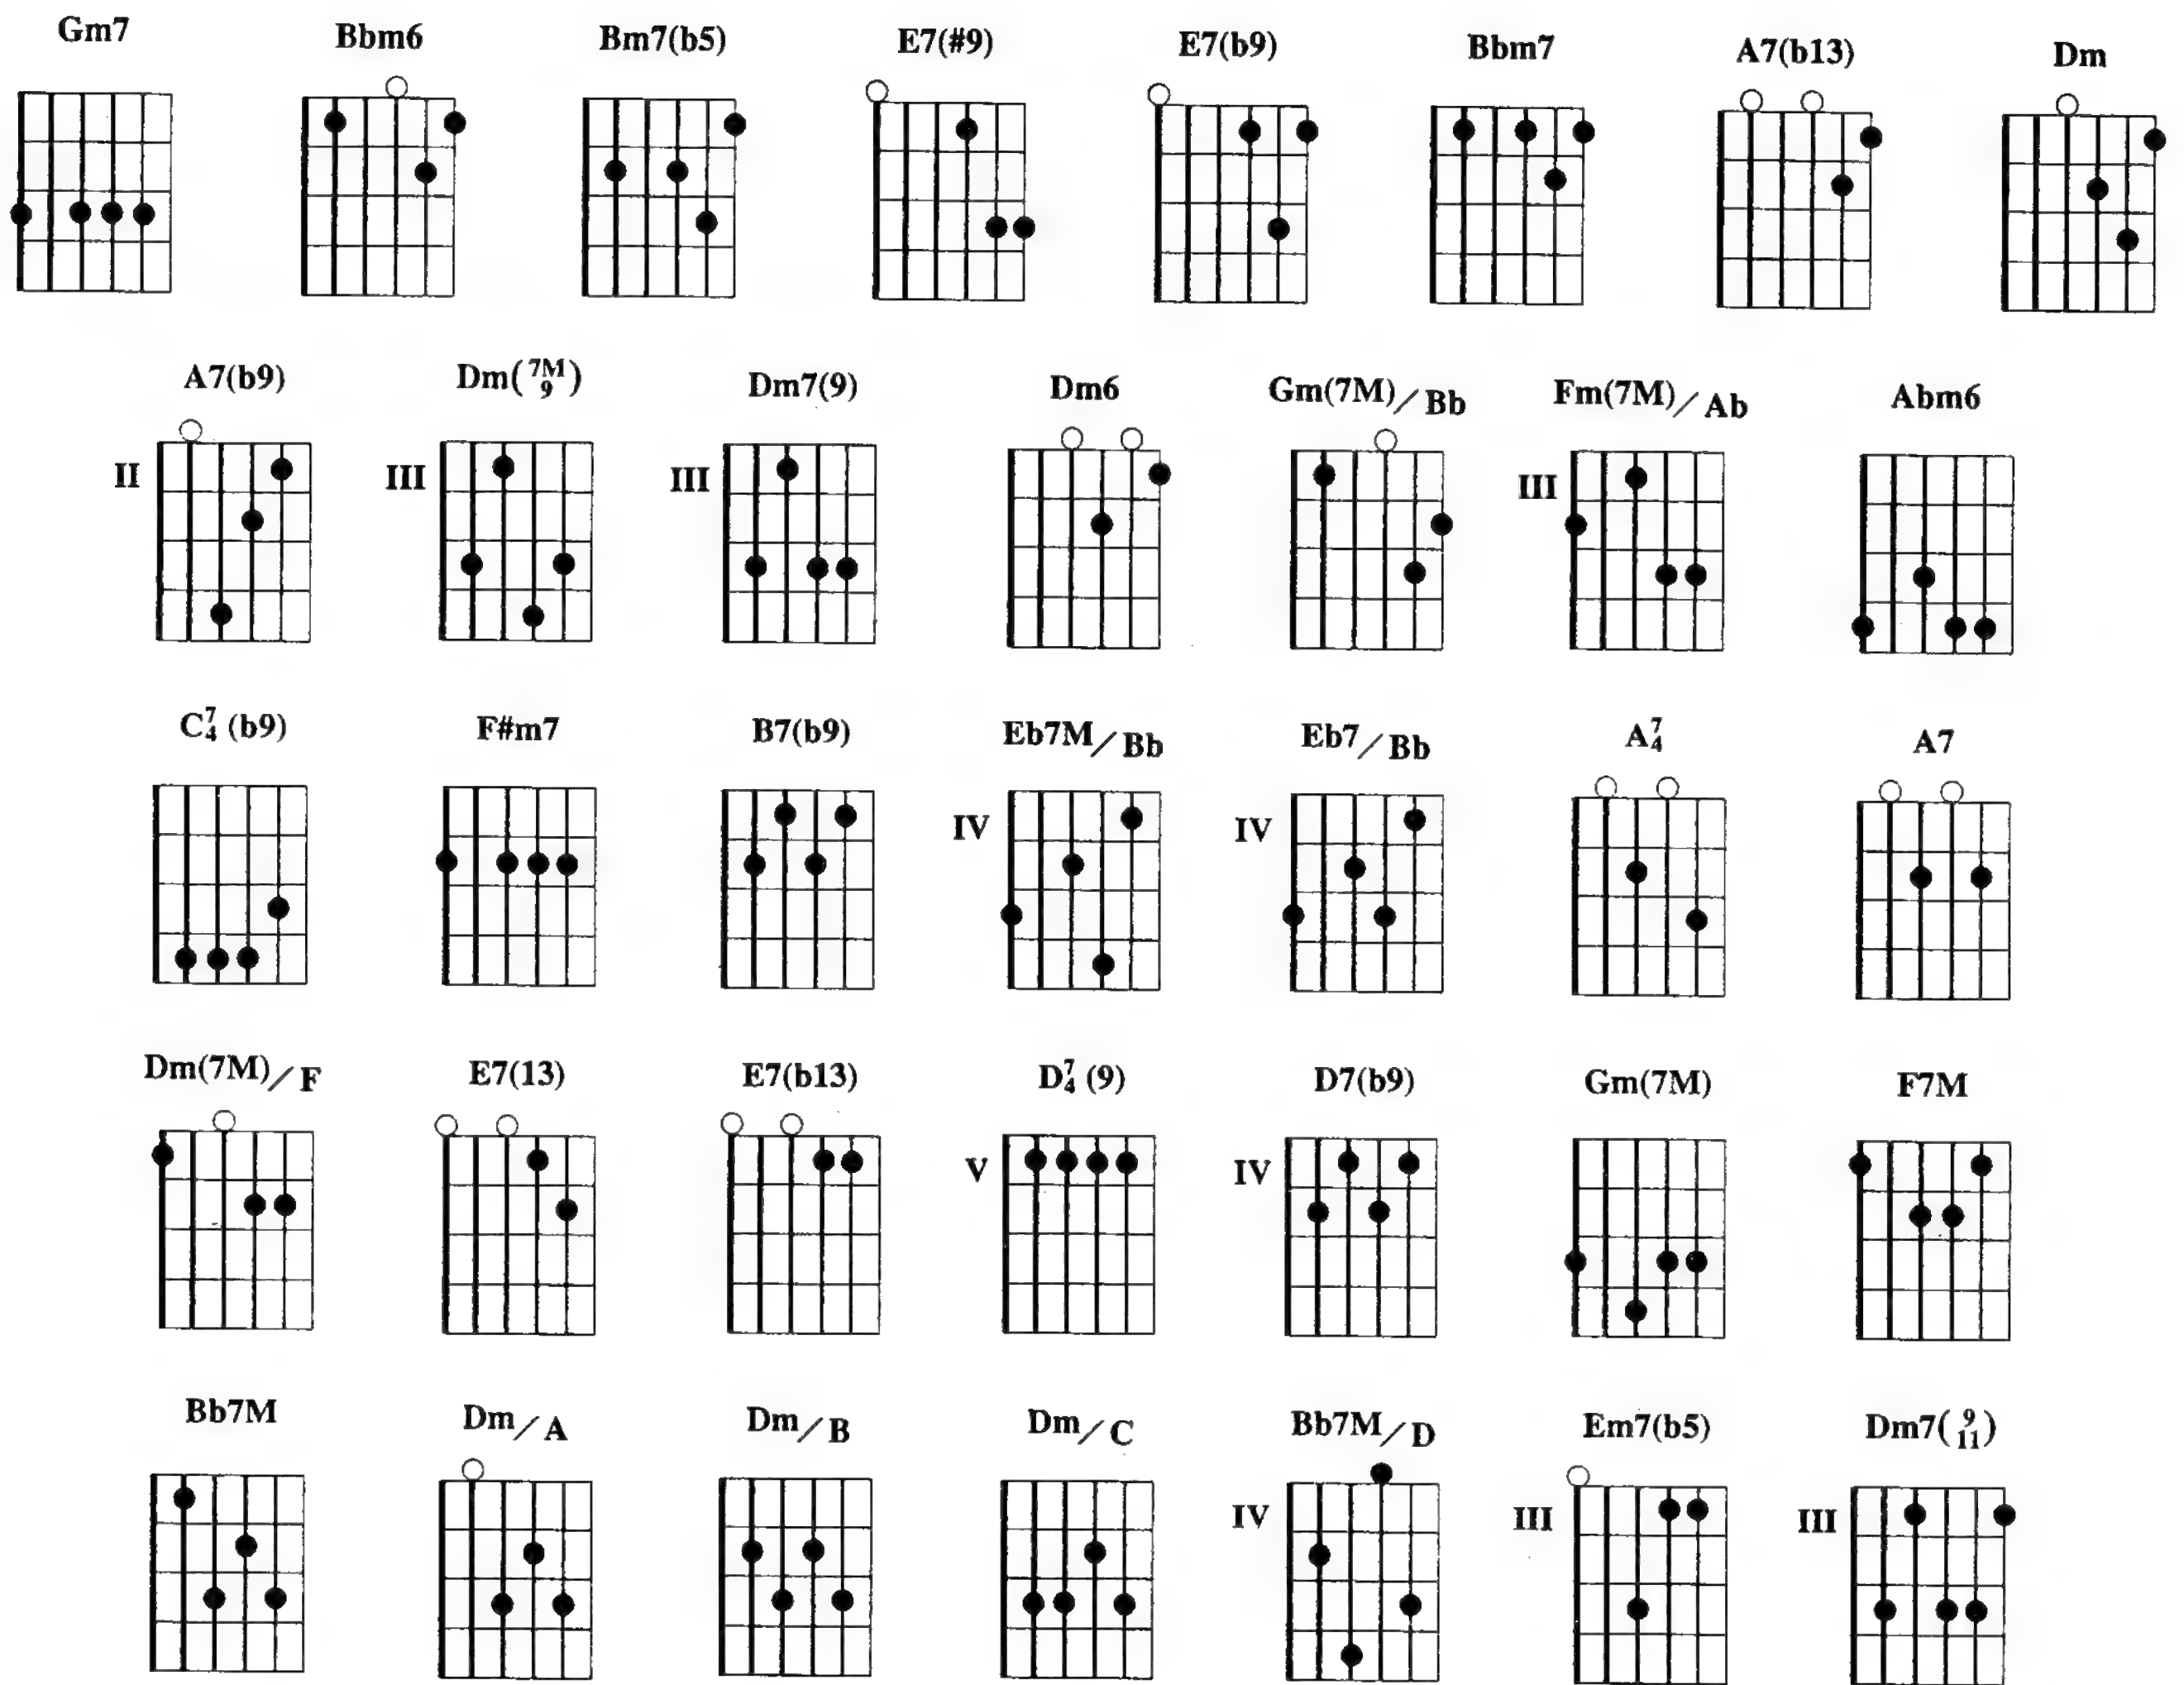 Gm7 Bbm6 Bm7(b5) E7(#9) E7(b9) Bbm7 A7(b13) Dm
A7(b9) Dm(7M 9) Dm7(9) Dm6 Gm(7M)/Bb Fm(7M)/Ab Abm6
II III III III
C7 4 (b9) F#m7 B7(b9) Eb7M/Bb Eb7/Bb A7 4 A7
IV IV
Dm(7M)/F E7(13) E7(b13) D7 4 (9) D7(b9) Gm(7M) F7M
V IV
Bb7M Dm/A Dm/B Dm/C Bb7M/D Em7(b5) Dm7(9 11)
IV III III